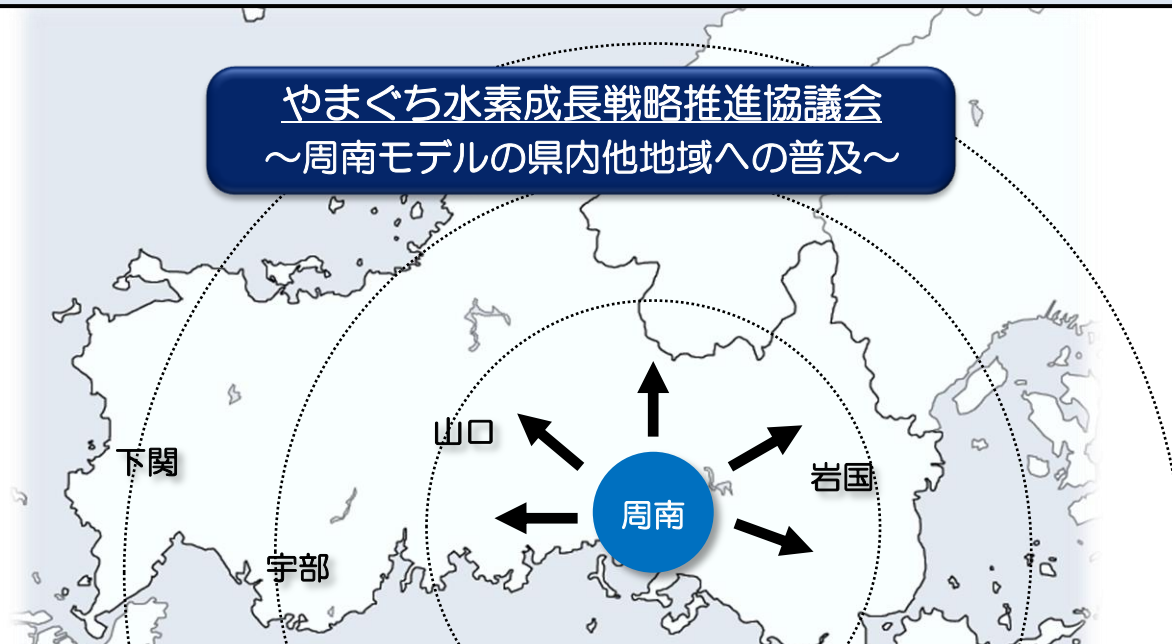 やまぐち水素成長戦略推進協議会
～周南モデルの県内他地域への普及～
山口
下関
岩国
周南
宇部